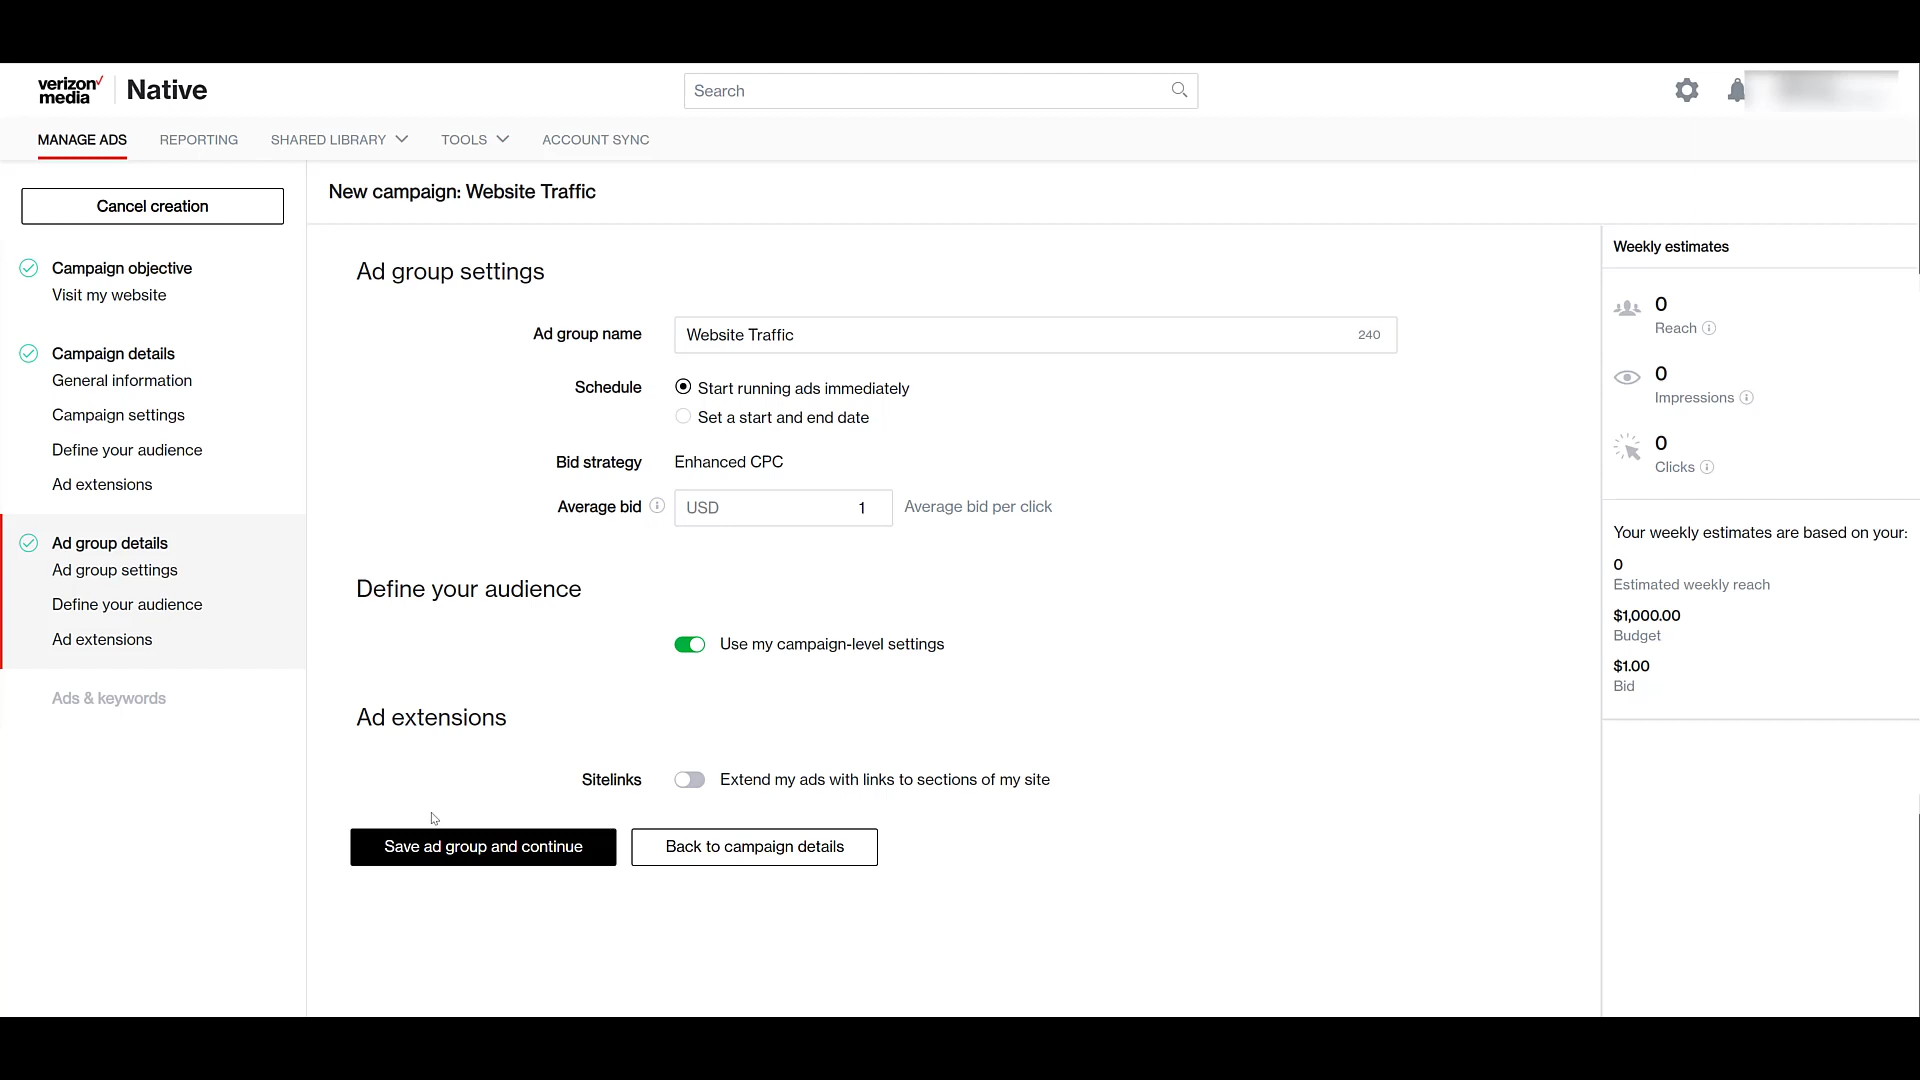 verizon✓
media
Native
Search
MANAGE ADS
REPORTING
SHARED LIBRARY
TOOLS
ACCOUNT SYNC
Cancel creation
New campaign: Website Traffic
Campaign objective
Visit my website
Campaign details
General information
Campaign settings
Define your audience
Ad extensions
Ad group details
Ad group settings
Define your audience
Ad extensions
Ads & keywords
Ad group settings
Ad group name Website Traffic 240
Schedule Start running ads immediately
Set a start and end date
Bid strategy Enhanced CPC
Average bid USD 1 Average bid per click
Define your audience
Use my campaign-level settings
Ad extensions
Sitelinks Extend my ads with links to sections of my site
Save ad group and continue Back to campaign details
Weekly estimates
0
Reach
0
Impressions
0
Clicks
Your weekly estimates are based on your:
0
Estimated weekly reach
$1,000.00
Budget
$1.00
Bid